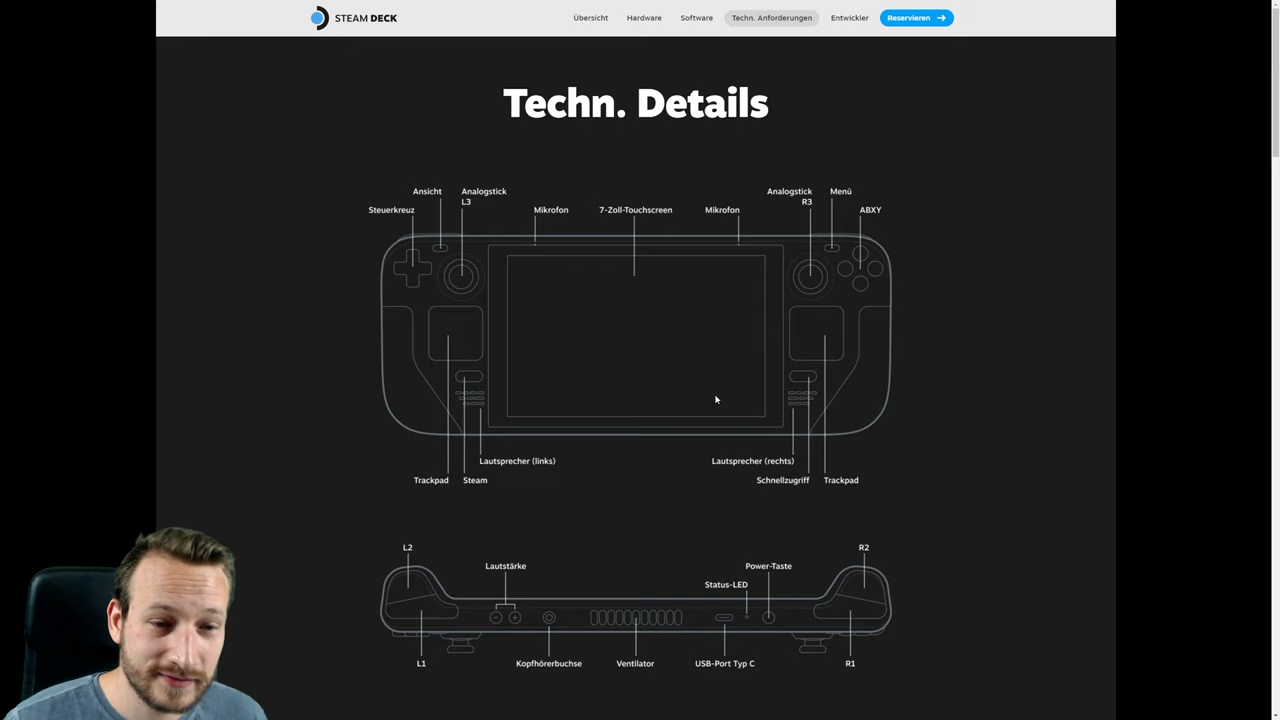 STEAM DECK
Übersicht
Hardware
Software
Techn. Anforderungen
Entwickler
Reservieren
Techn. Details
Ansicht
Analogstick
L3
Analogstick
R3
Menü
Steuerkreuz
Mikrofon
7-Zoll-Touchscreen
Mikrofon
ABXY
Lautsprecher (links)
Lautsprecher (rechts)
Trackpad
Steam
Schnellzugriff
Trackpad
L2
R2
Lautstärke
Power-Taste
Status-LED
L1
Kopfhörerbuchse
Ventilator
USB-Port Typ C
R1